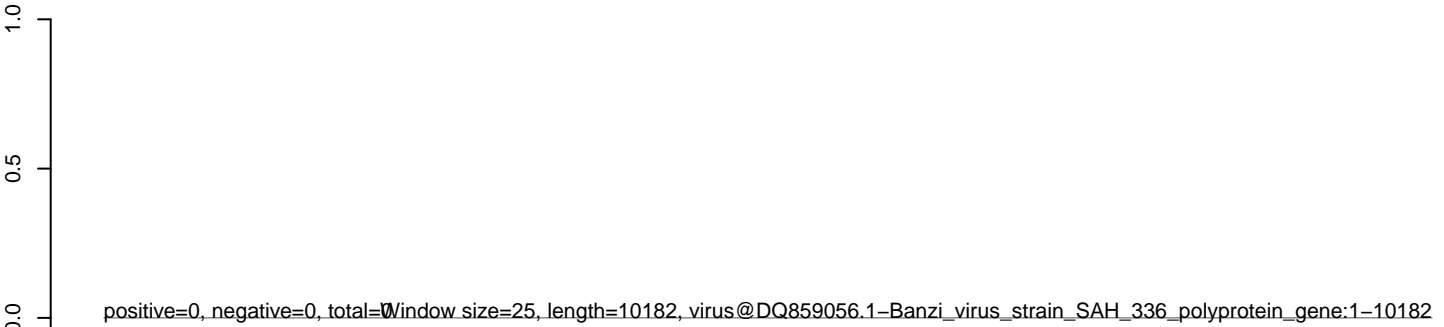 1.0
0.5
0.0
positive=0, negative=0, total=0
Window size=25, length=10182, virus@DQ859056.1−Banzi_virus_strain_SAH_336_polyprotein_gene:1−10182